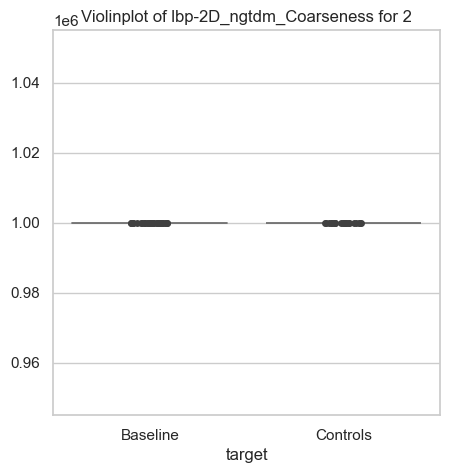 Violinplot of lbp-2D_ngtdm_Coarseness for 2
1e6
1.04
1.02
1.00
0.98
0.96
Baseline Controls
target